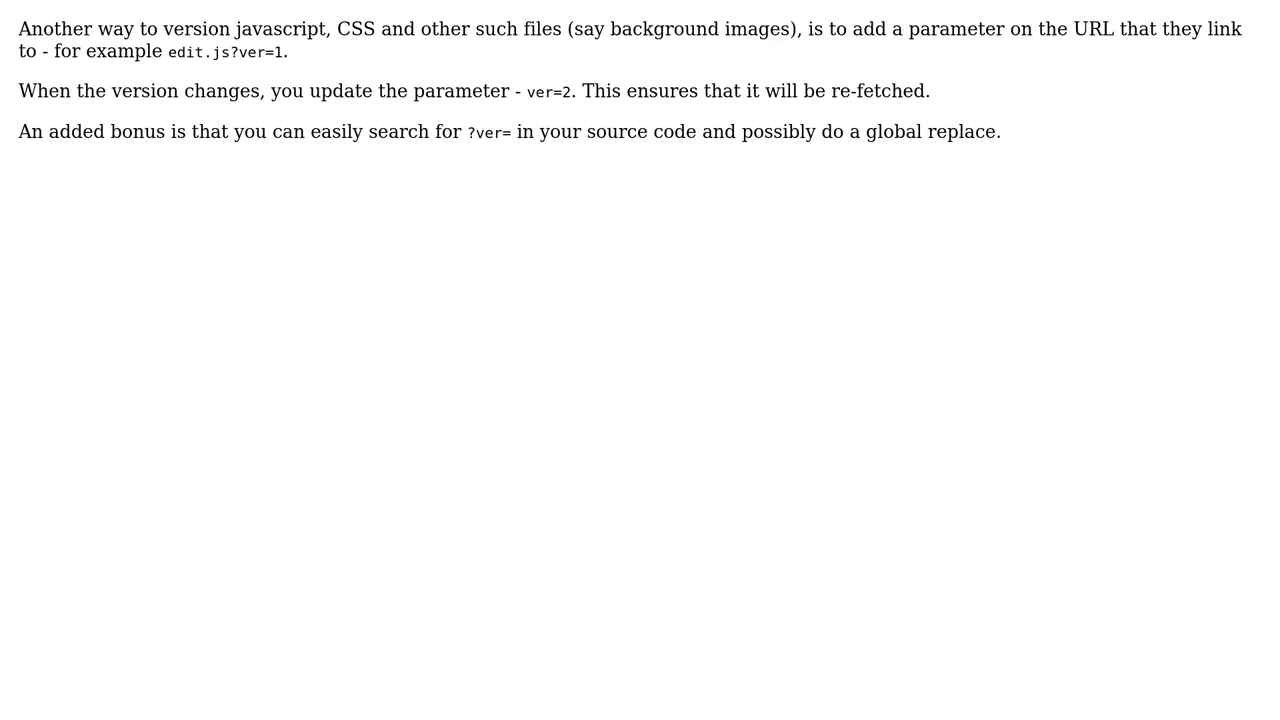 Another way to version javascript, CSS and other such files (say background images), is to add a parameter on the URL that they link
to - for example edit.js?ver=1.
When the version changes, you update the parameter - ver=2. This ensures that it will be re-fetched.
An added bonus is that you can easily search for ?ver= in your source code and possibly do a global replace.